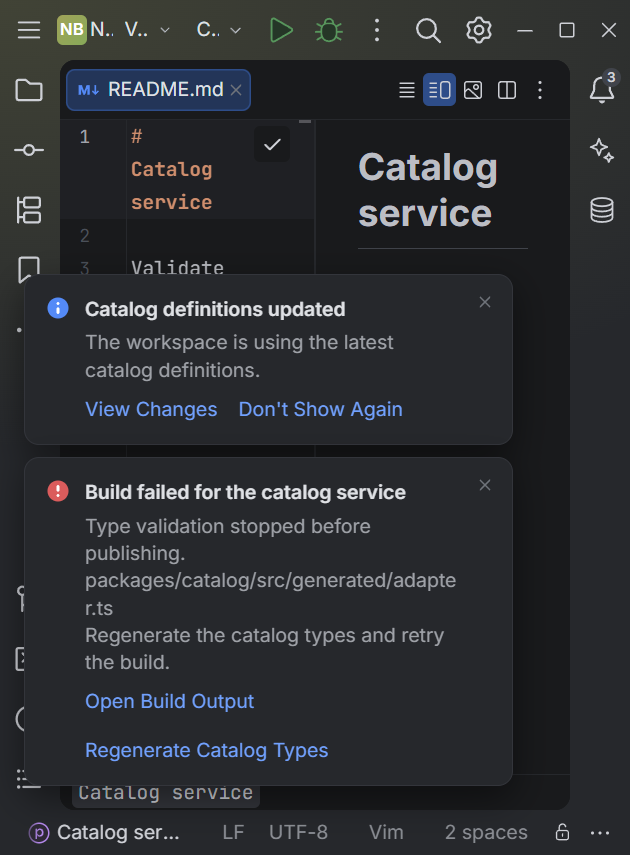 NB N.. V.. C..
3
M↓ README.md
1 #
Catalog
service
2
3 Validate
Catalog
service
Catalog definitions updated
The workspace is using the latest
catalog definitions.
View Changes Don't Show Again
Build failed for the catalog service
Type validation stopped before
publishing.
packages/catalog/src/generated/adapte
r.ts
Regenerate the catalog types and retry
the build.
Open Build Output
Regenerate Catalog Types
Catalog service
p Catalog ser... LF UTF-8 Vim 2 spaces